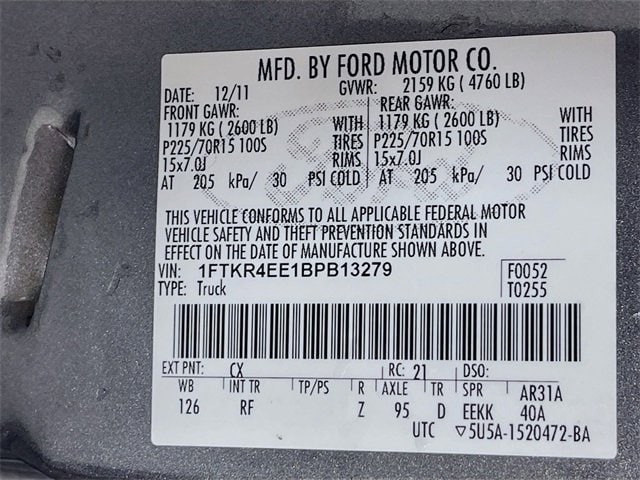 MFD. BY FORD MOTOR CO.
DATE: 12/11 GVWR: 2159 KG ( 4760 LB)
FRONT GAWR: REAR GAWR:
1179 KG ( 2600 LB) WITH 1179 KG ( 2600 LB) WITH
P225/70R15 100S TIRES P225/70R15 100S TIRES
15x7.0J RIMS 15x7.0J RIMS
AT 205 kPa/ 30 PSI COLD AT 205 kPa/ 30 PSI COLD
THIS VEHICLE CONFORMS TO ALL APPLICABLE FEDERAL MOTOR
VEHICLE SAFETY AND THEFT PREVENTION STANDARDS IN
EFFECT ON THE DATE OF MANUFACTURE SHOWN ABOVE.
VIN: 1FTKR4EE1BPB13279 F0052
TYPE: Truck T0255
EXT PNT: CX RC: 21 DSO:
WB INT TR TP/PS R AXLE TR SPR AR31A
126 RF Z 95 D EEKK 40A
UTC ▽5U5A-1520472-BA